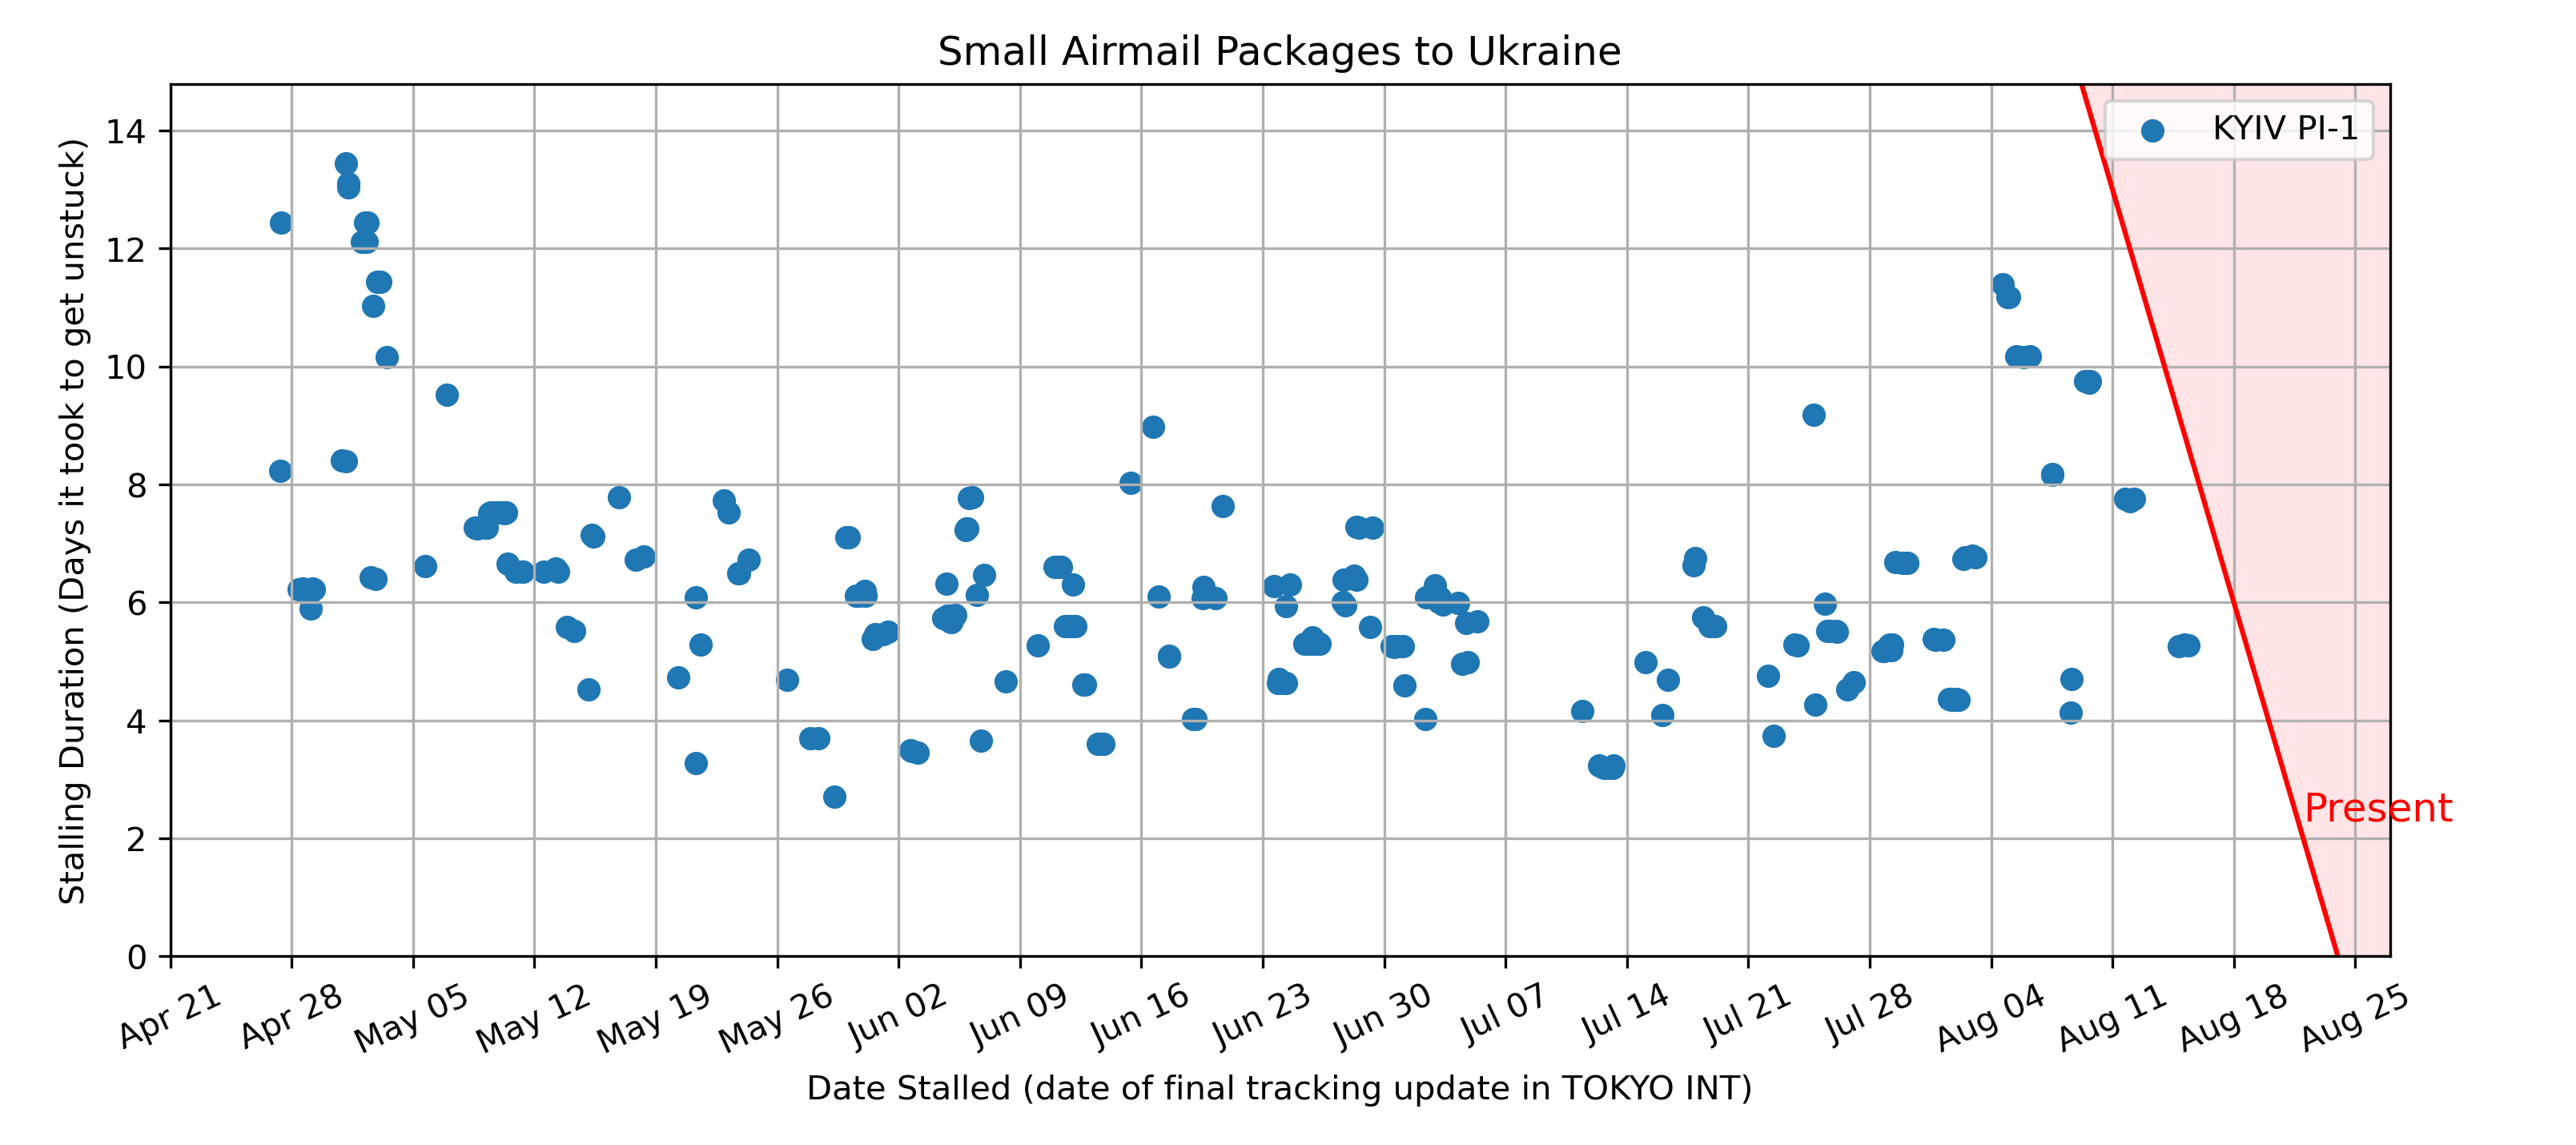 Small Airmail Packages to Ukraine
KYIV PI-1
Stalling Duration (Days it took to get unstuck)
14
12
10
8
6
4
2
0
Present
Apr 21
Apr 28
May 05
May 12
May 19
May 26
Jun 02
Jun 09
Jun 16
Jun 23
Jun 30
Jul 07
Jul 14
Jul 21
Jul 28
Aug 04
Aug 11
Aug 18
Aug 25
Date Stalled (date of final tracking update in TOKYO INT)